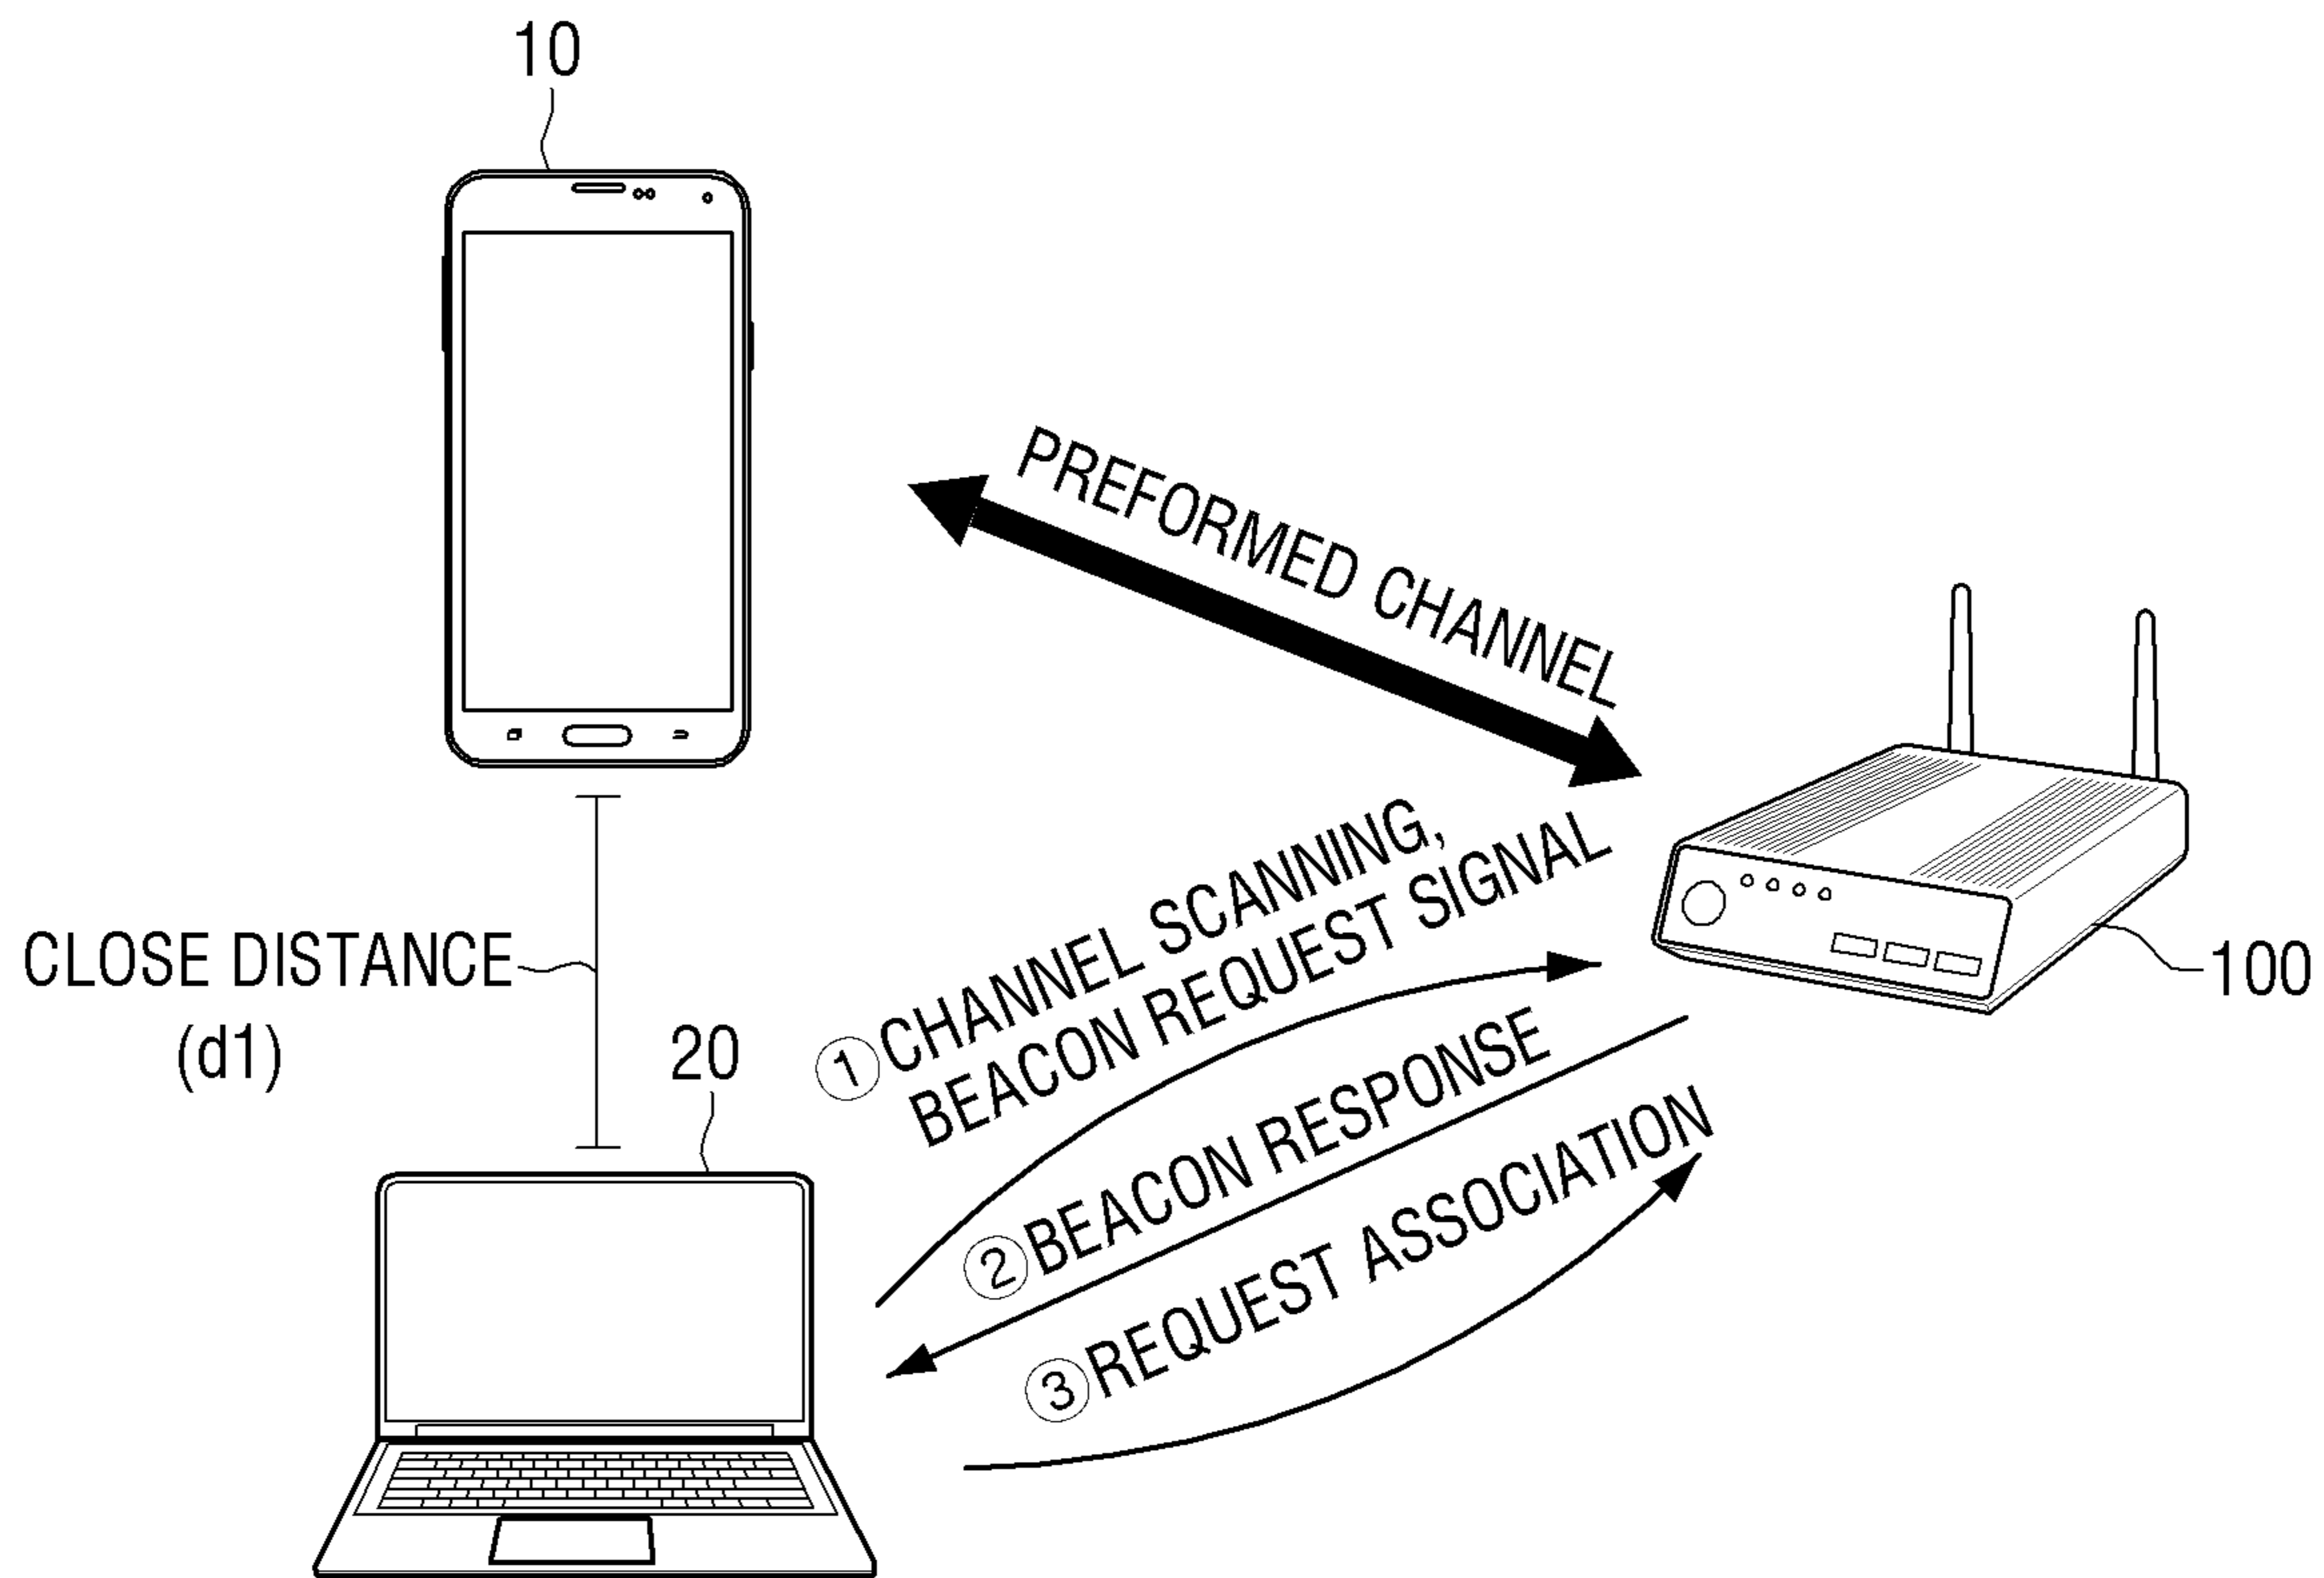 10
PREFORMED CHANNEL
CLOSE DISTANCE
(d1)
20
100
① CHANNEL SCANNING,
BEACON REQUEST SIGNAL
② BEACON RESPONSE
③ REQUEST ASSOCIATION